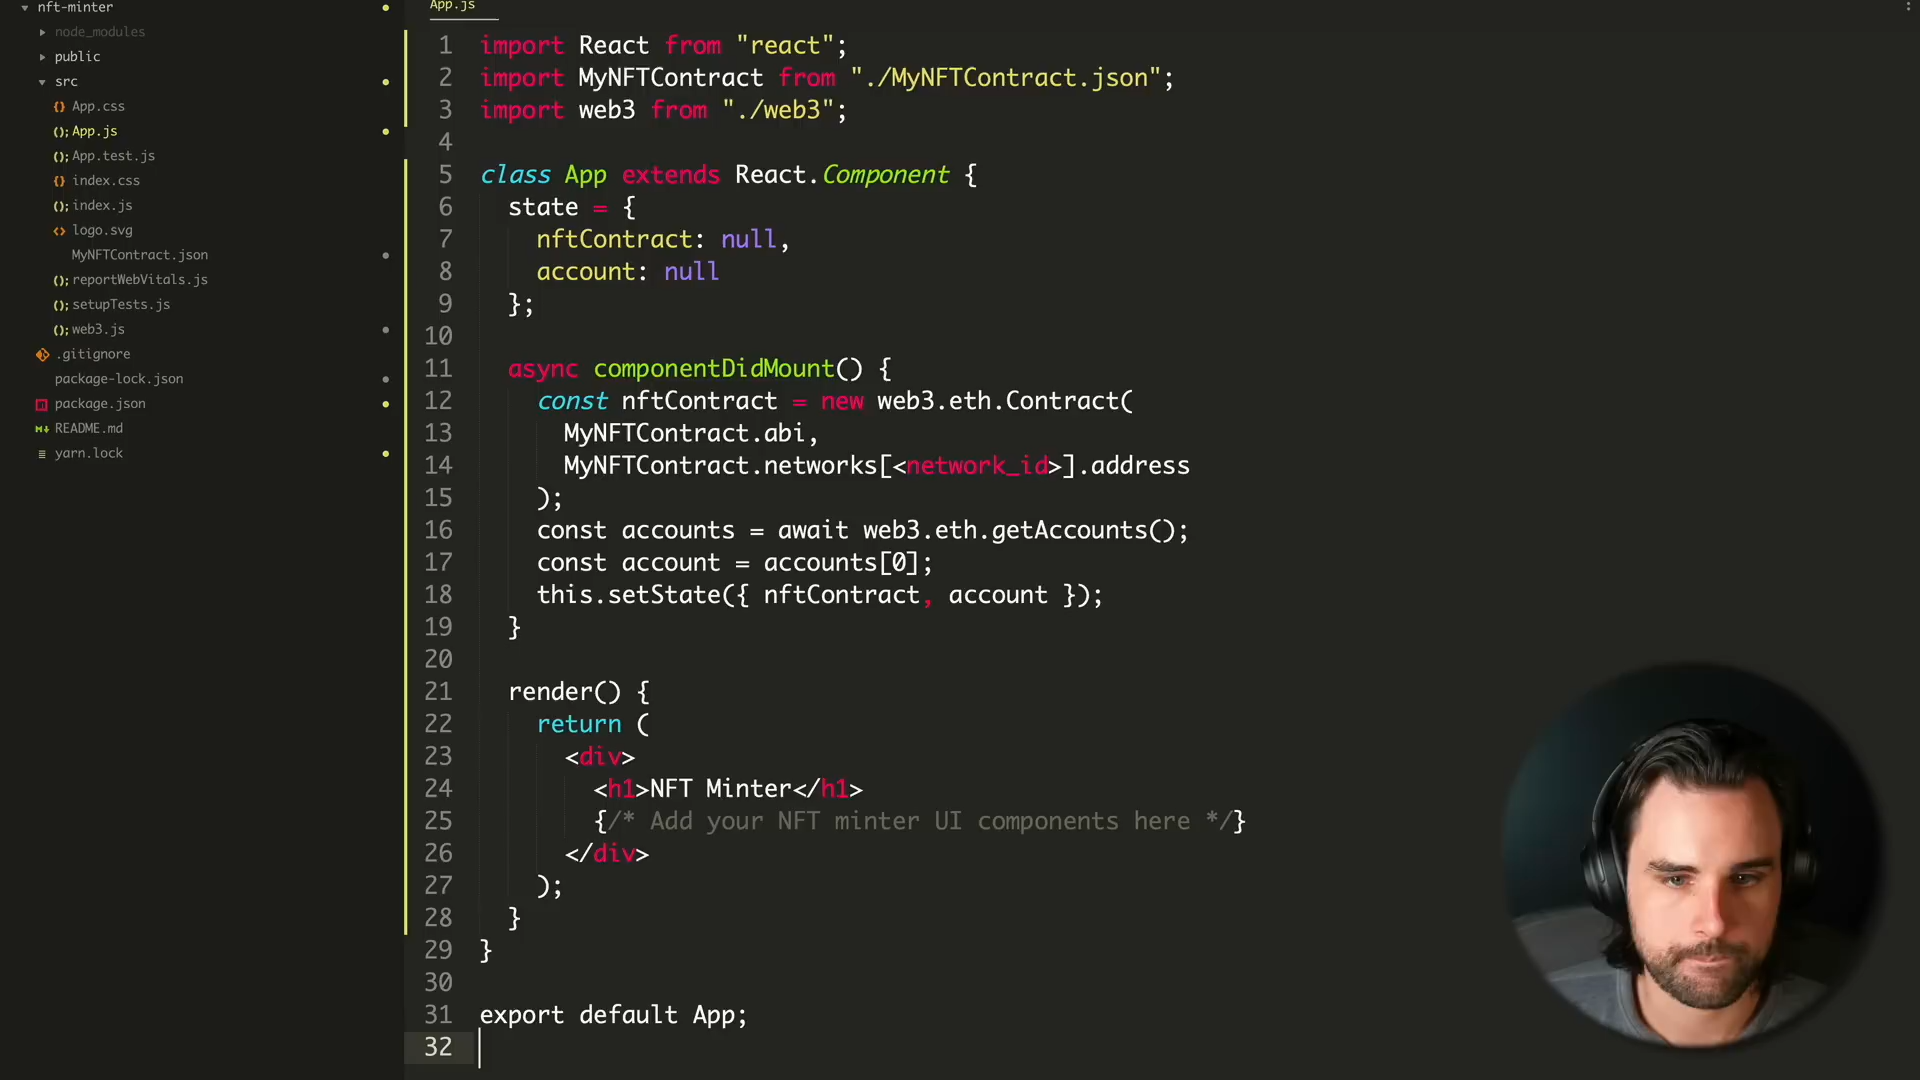 nft-minter
node_modules
public
src
App.css
App.js
App.test.js
index.css
index.js
logo.svg
MyNFTContract.json
reportWebVitals.js
setupTests.js
web3.js
.gitignore
package-lock.json
package.json
README.md
yarn.lock
App.js
1 import React from "react";
2 import MyNFTContract from "./MyNFTContract.json";
3 import web3 from "./web3";
4
5 class App extends React.Component {
6   state = {
7     nftContract: null,
8     account: null
9   };
10
11   async componentDidMount() {
12     const nftContract = new web3.eth.Contract(
13       MyNFTContract.abi,
14       MyNFTContract.networks[<network_id>].address
15     );
16     const accounts = await web3.eth.getAccounts();
17     const account = accounts[0];
18     this.setState({ nftContract, account });
19   }
20
21   render() {
22     return (
23       <div>
24         <h1>NFT Minter</h1>
25         {/* Add your NFT minter UI components here */}
26       </div>
27     );
28   }
29 }
30
31 export default App;
32